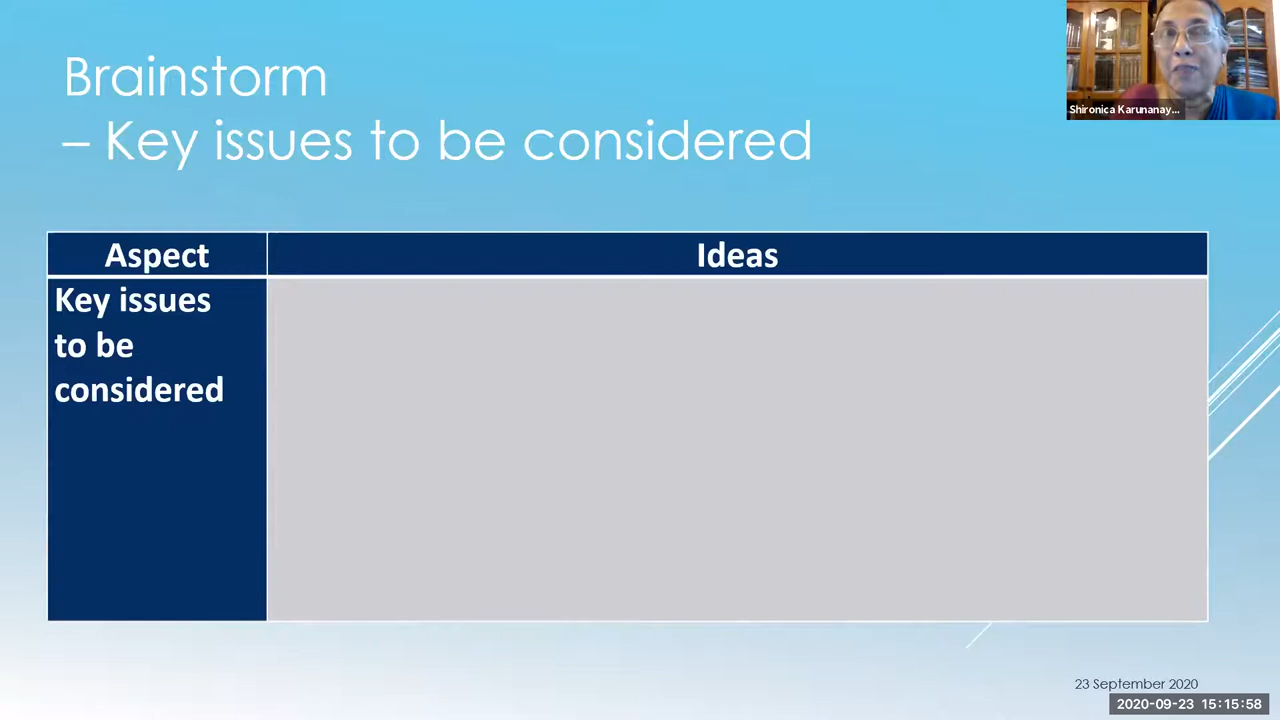 Brainstorm
– Key issues to be considered
Shironica Karunanay...
Aspect
Ideas
Key issues
to be
considered
23 September 2020
2020-09-23 15:15:58